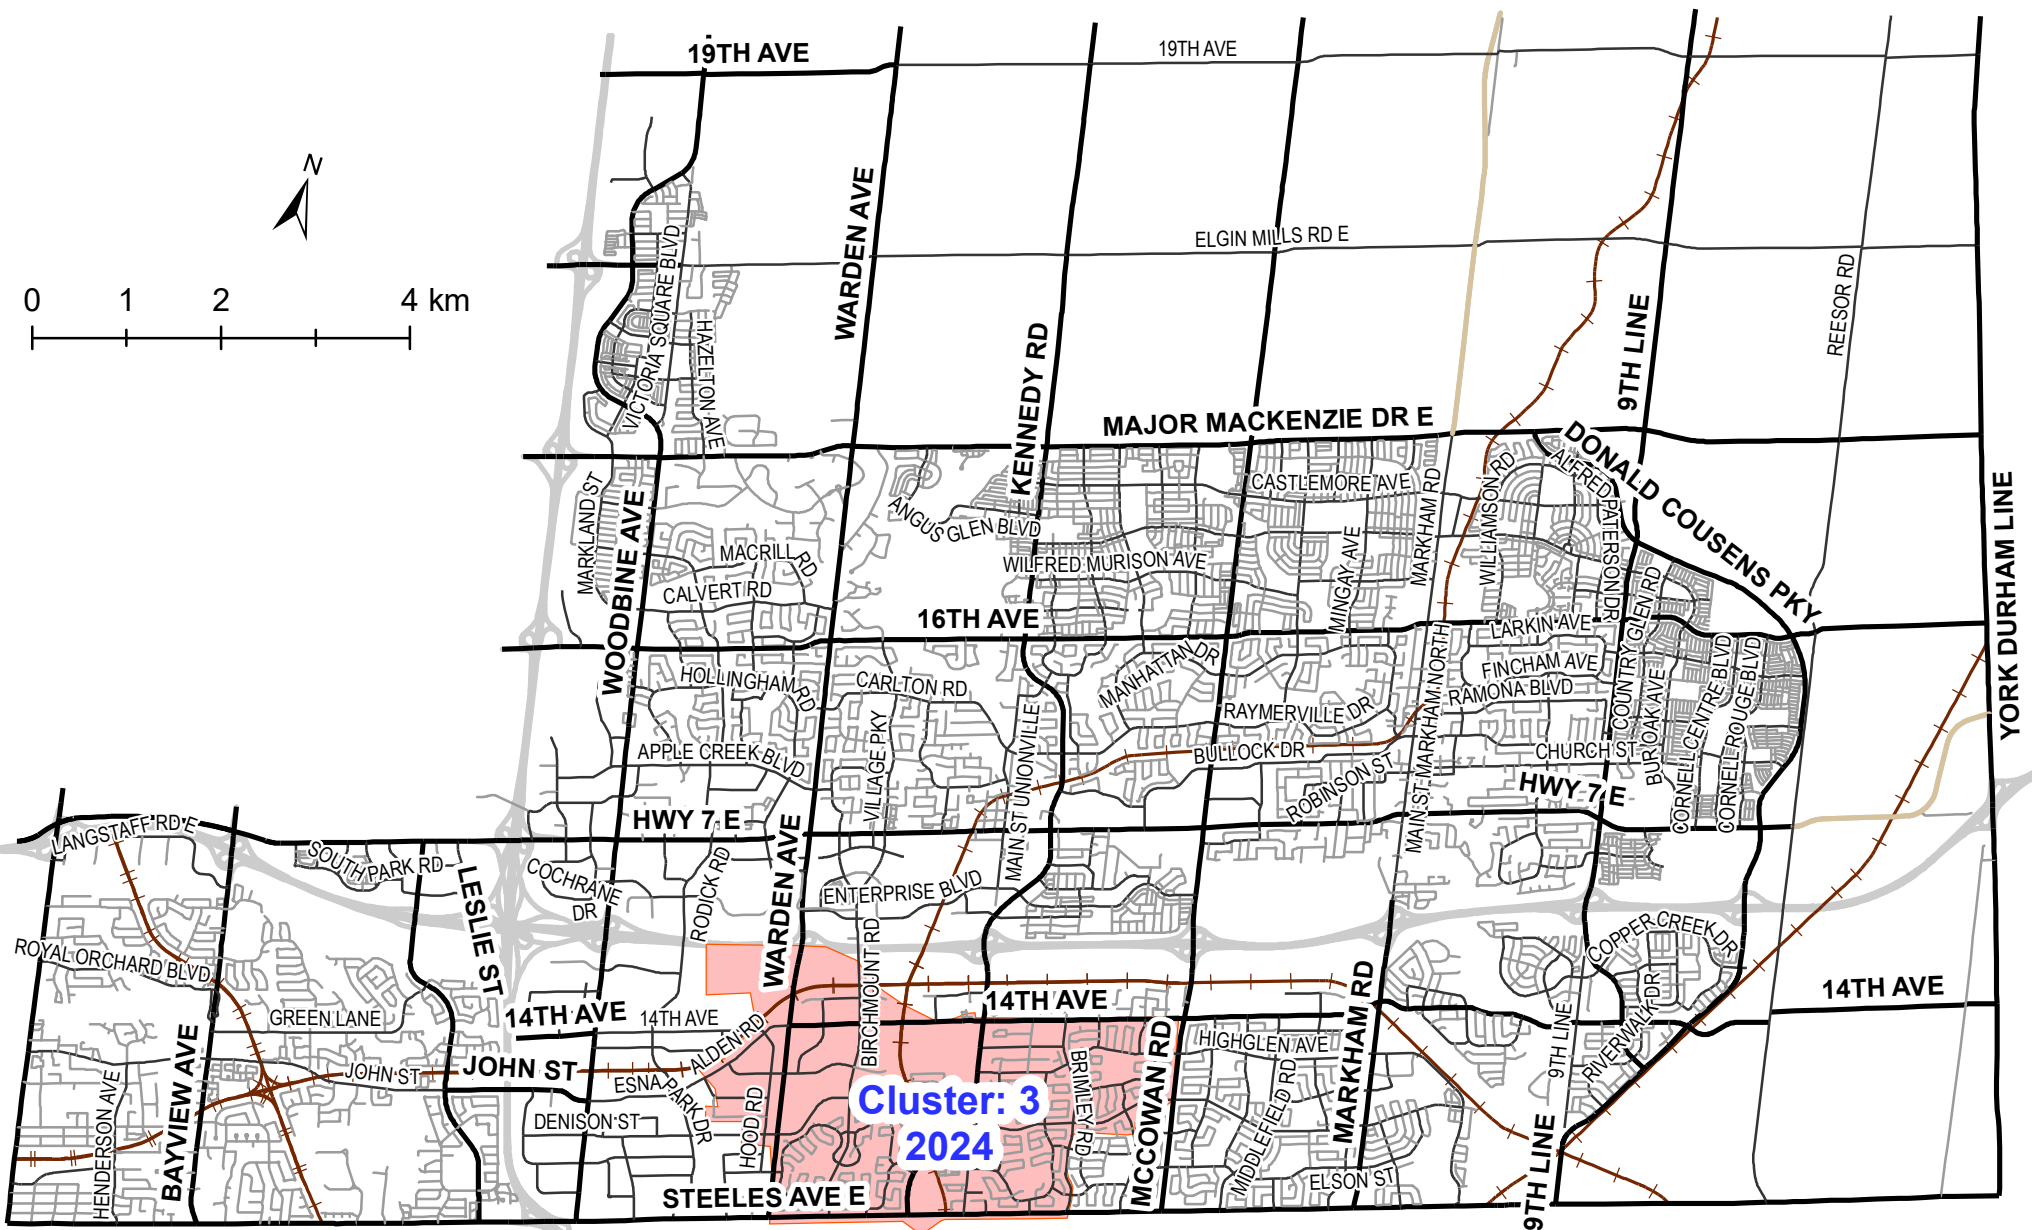 19TH AVE
19TH AVE
N
WARDEN AVE
ELGIN MILLS RD E
VICTORIA SQUARE BLVD
REESOR RD
0 1 2 4 km
HAZELTON AVE
KENNEDY RD
9TH LINE
MAJOR MACKENZIE DR E
DONALD COUSENS PKY
MARKLAND ST
WOODBINE AVE
ANGUS GLEN BLVD
CASTLEMORE AVE
MARKHAM RD
WILLIAMSON RD
ALFRED PATERSON DR
YORK DURHAM LINE
MACRILL RD
CALVERT RD
WILFRED MURISON AVE
MINGAY AVE
16TH AVE
LARKIN AVE
COUNTRY GLEN RD
HOLLINGHAM RD
CARLTON RD
MANHATTAN DR
FINCHAM AVE
RAMONA BLVD
BUR OAK AVE
CORNELL CENTRE BLVD
CORNELL ROUGE BLVD
RAYMERVILLE DR
MAIN ST MARKHAM NORTH
APPLE CREEK BLVD
VILLAGE PKY
MAIN ST UNIONVILLE
BULLOCK DR
CHURCH ST
ROBINSON ST
HWY 7 E
HWY 7 E
LANGSTAFF RD E
SOUTH PARK RD
LESLIE ST
COCHRANE
DR
RODICK RD
WARDEN AVE
ENTERPRISE BLVD
BIRCHMOUNT RD
COPPER CREEK DR
ROYAL ORCHARD BLVD
GREEN LANE
14TH AVE
14TH AVE
ALDEN RD
14TH AVE
14TH AVE
MARKHAM RD
9TH LINE
RIVERWALK DR
BAYVIEW AVE
JOHN ST
JOHN ST
ESNA PARK DR
HIGHGLEN AVE
MCCOWAN RD
BRIMLEY RD
MIDDLEFIELD RD
HENDERSON AVE
DENISON ST
HOOD RD
Cluster: 3
2024
ELSON ST
STEELES AVE E
9TH LINE